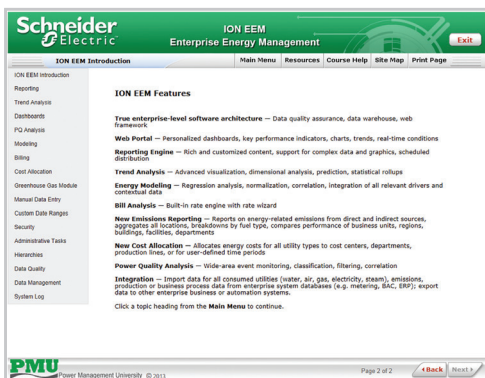 Schneider
Electric
ION EEM
Enterprise Energy Management
Exit
ION EEM Introduction
Main Menu
Resources
Course Help
Site Map
Print Page
ION EEM Introduction
Reporting
Trend Analysis
Dashboards
PQ Analysis
Modeling
Billing
Cost Allocation
Greenhouse Gas Module
Manual Data Entry
Custom Date Ranges
Security
Administrative Tasks
Hierarchies
Data Quality
Data Management
System Log
ION EEM Features
True enterprise-level software architecture — Data quality assurance, data warehouse, web
framework
Web Portal — Personalized dashboards, key performance indicators, charts, trends, real-time conditions
Reporting Engine — Rich and customized content, support for complex data and graphics, scheduled
distribution
Trend Analysis — Advanced visualization, dimensional analysis, prediction, statistical rollups
Energy Modeling — Regression analysis, normalization, correlation, integration of all relevant drivers and
contextual data
Bill Analysis — Built-in rate engine with rate wizard
New Emissions Reporting — Reports on energy-related emissions from direct and indirect sources,
aggregates all locations, breakdowns by fuel type, compares performance of business units, regions,
buildings, facilities, departments
New Cost Allocation — Allocates energy costs for all utility types to cost centers, departments,
production lines, or for user-defined time periods
Power Quality Analysis — Wide-area event monitoring, classification, filtering, correlation
Integration — Import data for all consumed utilities (water, air, gas, electricity, steam), emissions,
production or business process data from enterprise system databases (e.g. metering, BAC, ERP); export
data to other enterprise business or automation systems.
Click a topic heading from the Main Menu to continue.
PMU
Power Management University © 2013
Page 2 of 2
Back
Next